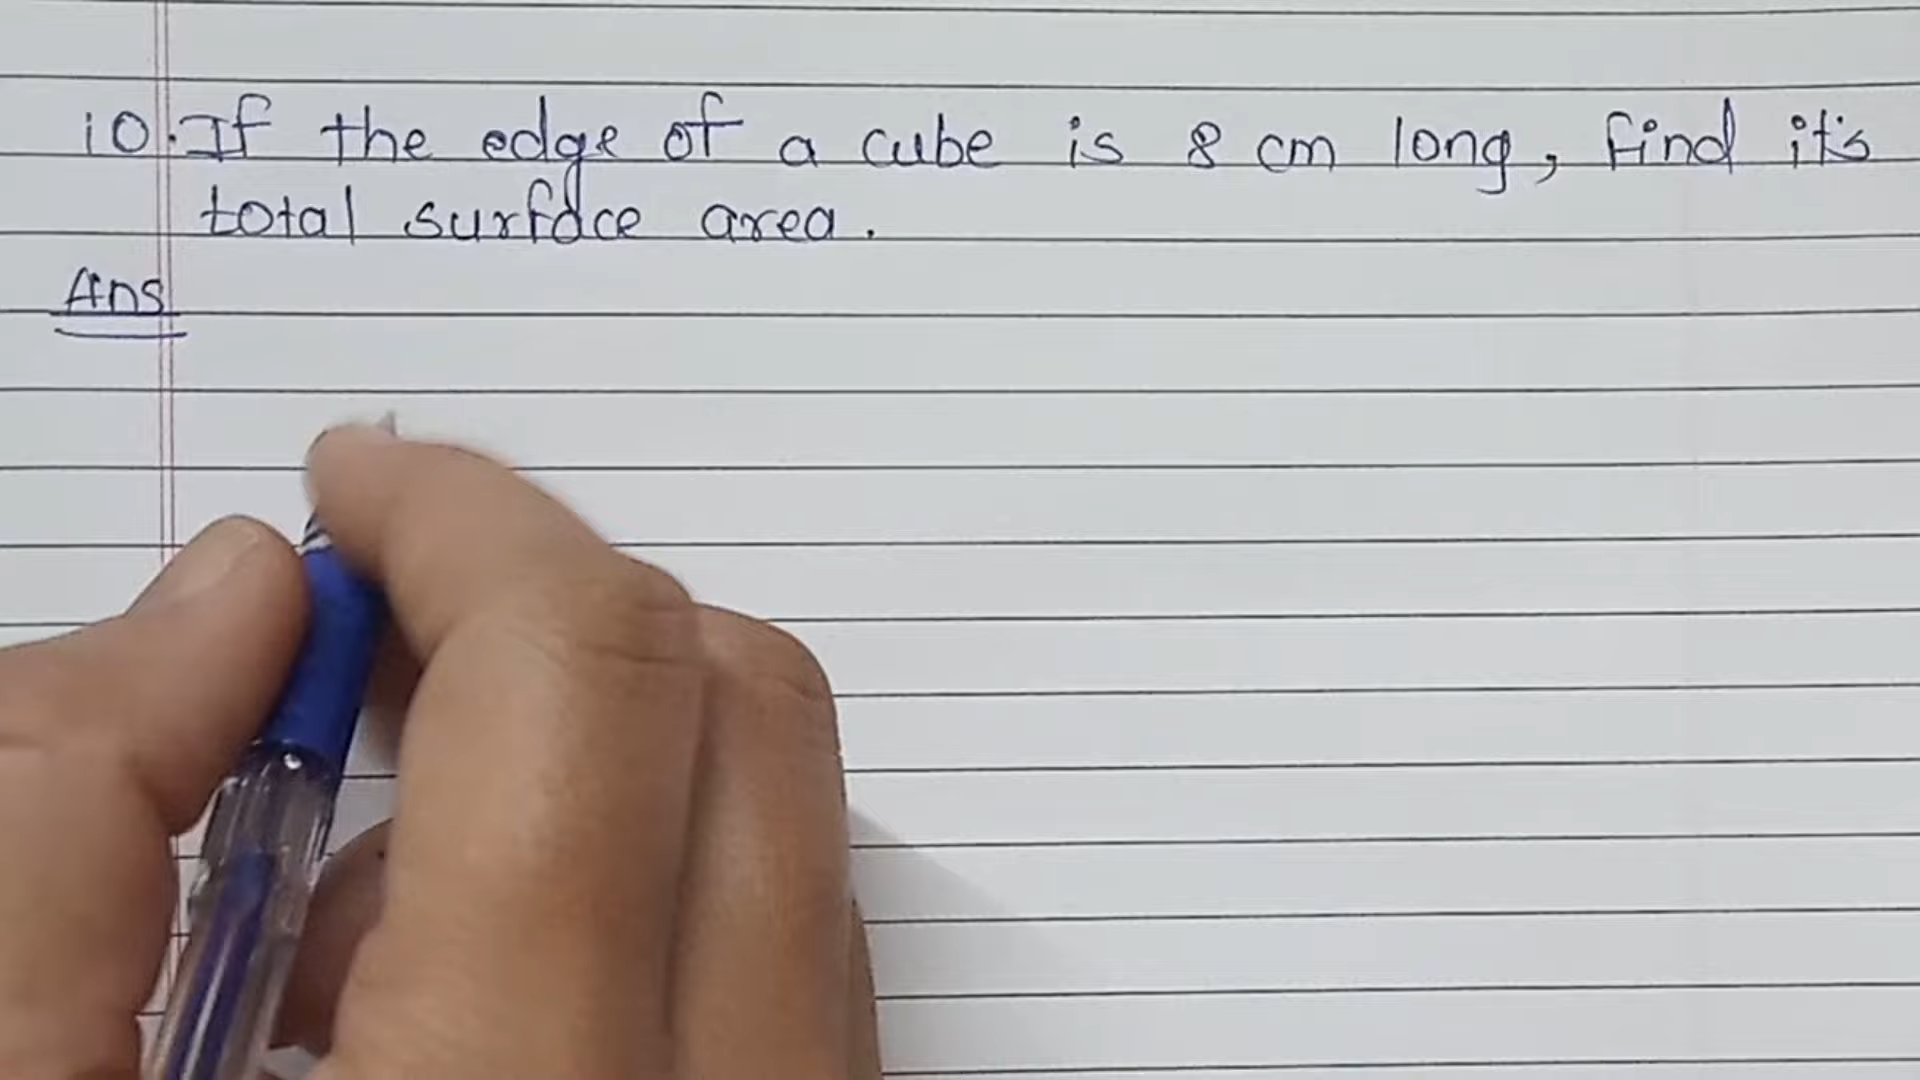 10. If the edge of a cube is 8 cm long, find it's
total surface area.
Ans